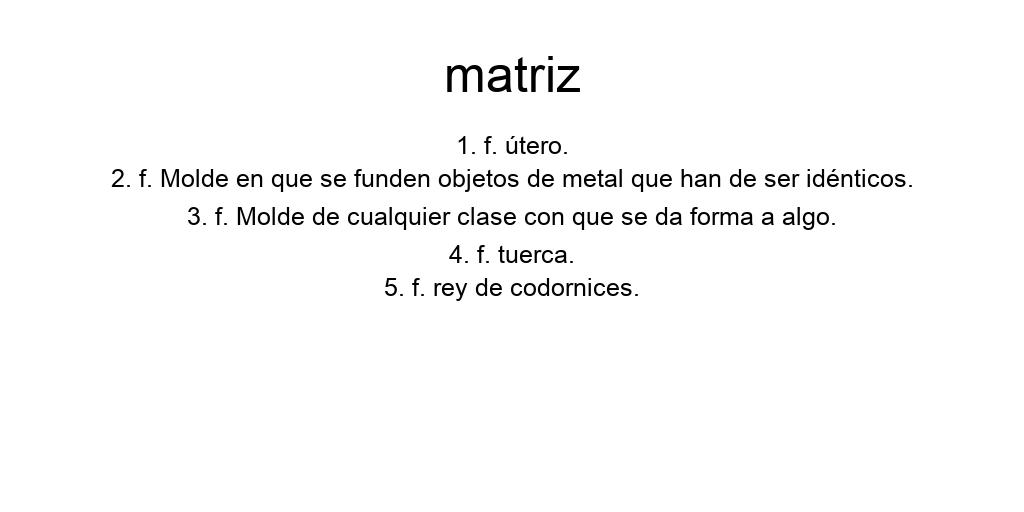 matriz
1. f. útero.
2. f. Molde en que se funden objetos de metal que han de ser idénticos.
3. f. Molde de cualquier clase con que se da forma a algo.
4. f. tuerca.
5. f. rey de codornices.